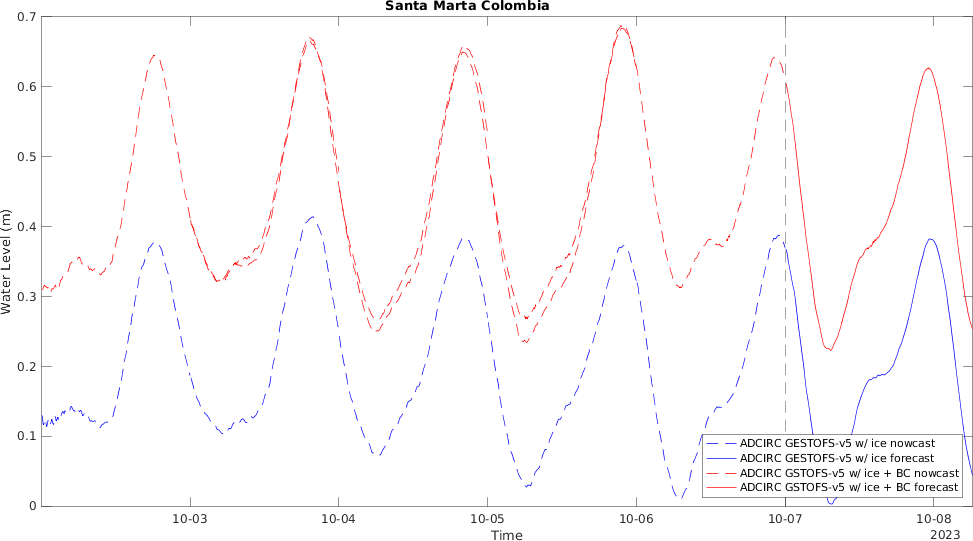 Santa Marta Colombia
0.7
0.6
0.5
0.4
0.3
0.2
0.1
0
Water Level (m)
ADCIRC GESTOFS-v5 w/ ice nowcast
ADCIRC GESTOFS-v5 w/ ice forecast
ADCIRC GSTOFS-v5 w/ ice + BC nowcast
ADCIRC GSTOFS-v5 w/ ice + BC forecast
10-03 10-04 10-05 10-06 10-07 10-08
Time
2023